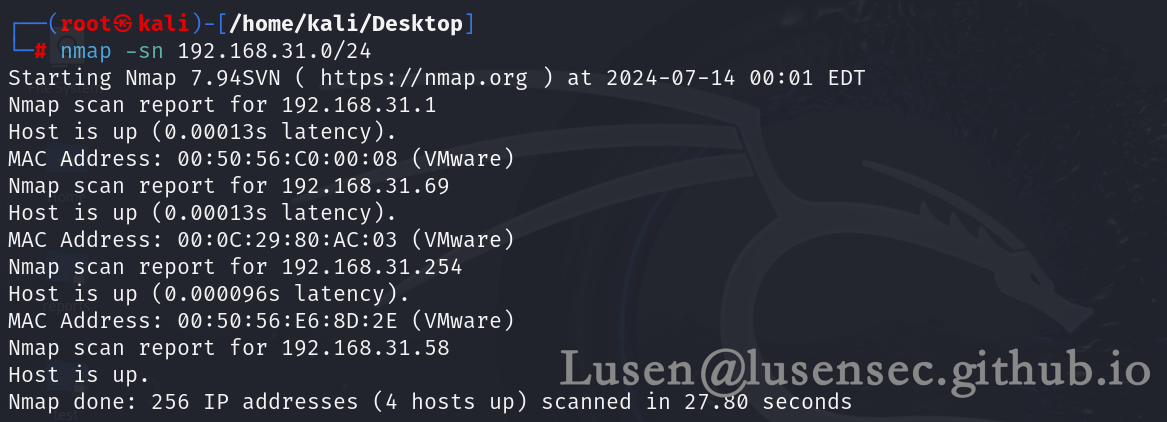 ┌──(root㉿kali)-[/home/kali/Desktop]
└─# nmap -sn 192.168.31.0/24
Starting Nmap 7.94SVN ( https://nmap.org ) at 2024-07-14 00:01 EDT
Nmap scan report for 192.168.31.1
Host is up (0.00013s latency).
MAC Address: 00:50:56:C0:00:08 (VMware)
Nmap scan report for 192.168.31.69
Host is up (0.00013s latency).
MAC Address: 00:0C:29:80:AC:03 (VMware)
Nmap scan report for 192.168.31.254
Host is up (0.000096s latency).
MAC Address: 00:50:56:E6:8D:2E (VMware)
Nmap scan report for 192.168.31.58
Host is up.
Nmap done: 256 IP addresses (4 hosts up) scanned in 27.80 seconds
Lusen@lusensec.github.io